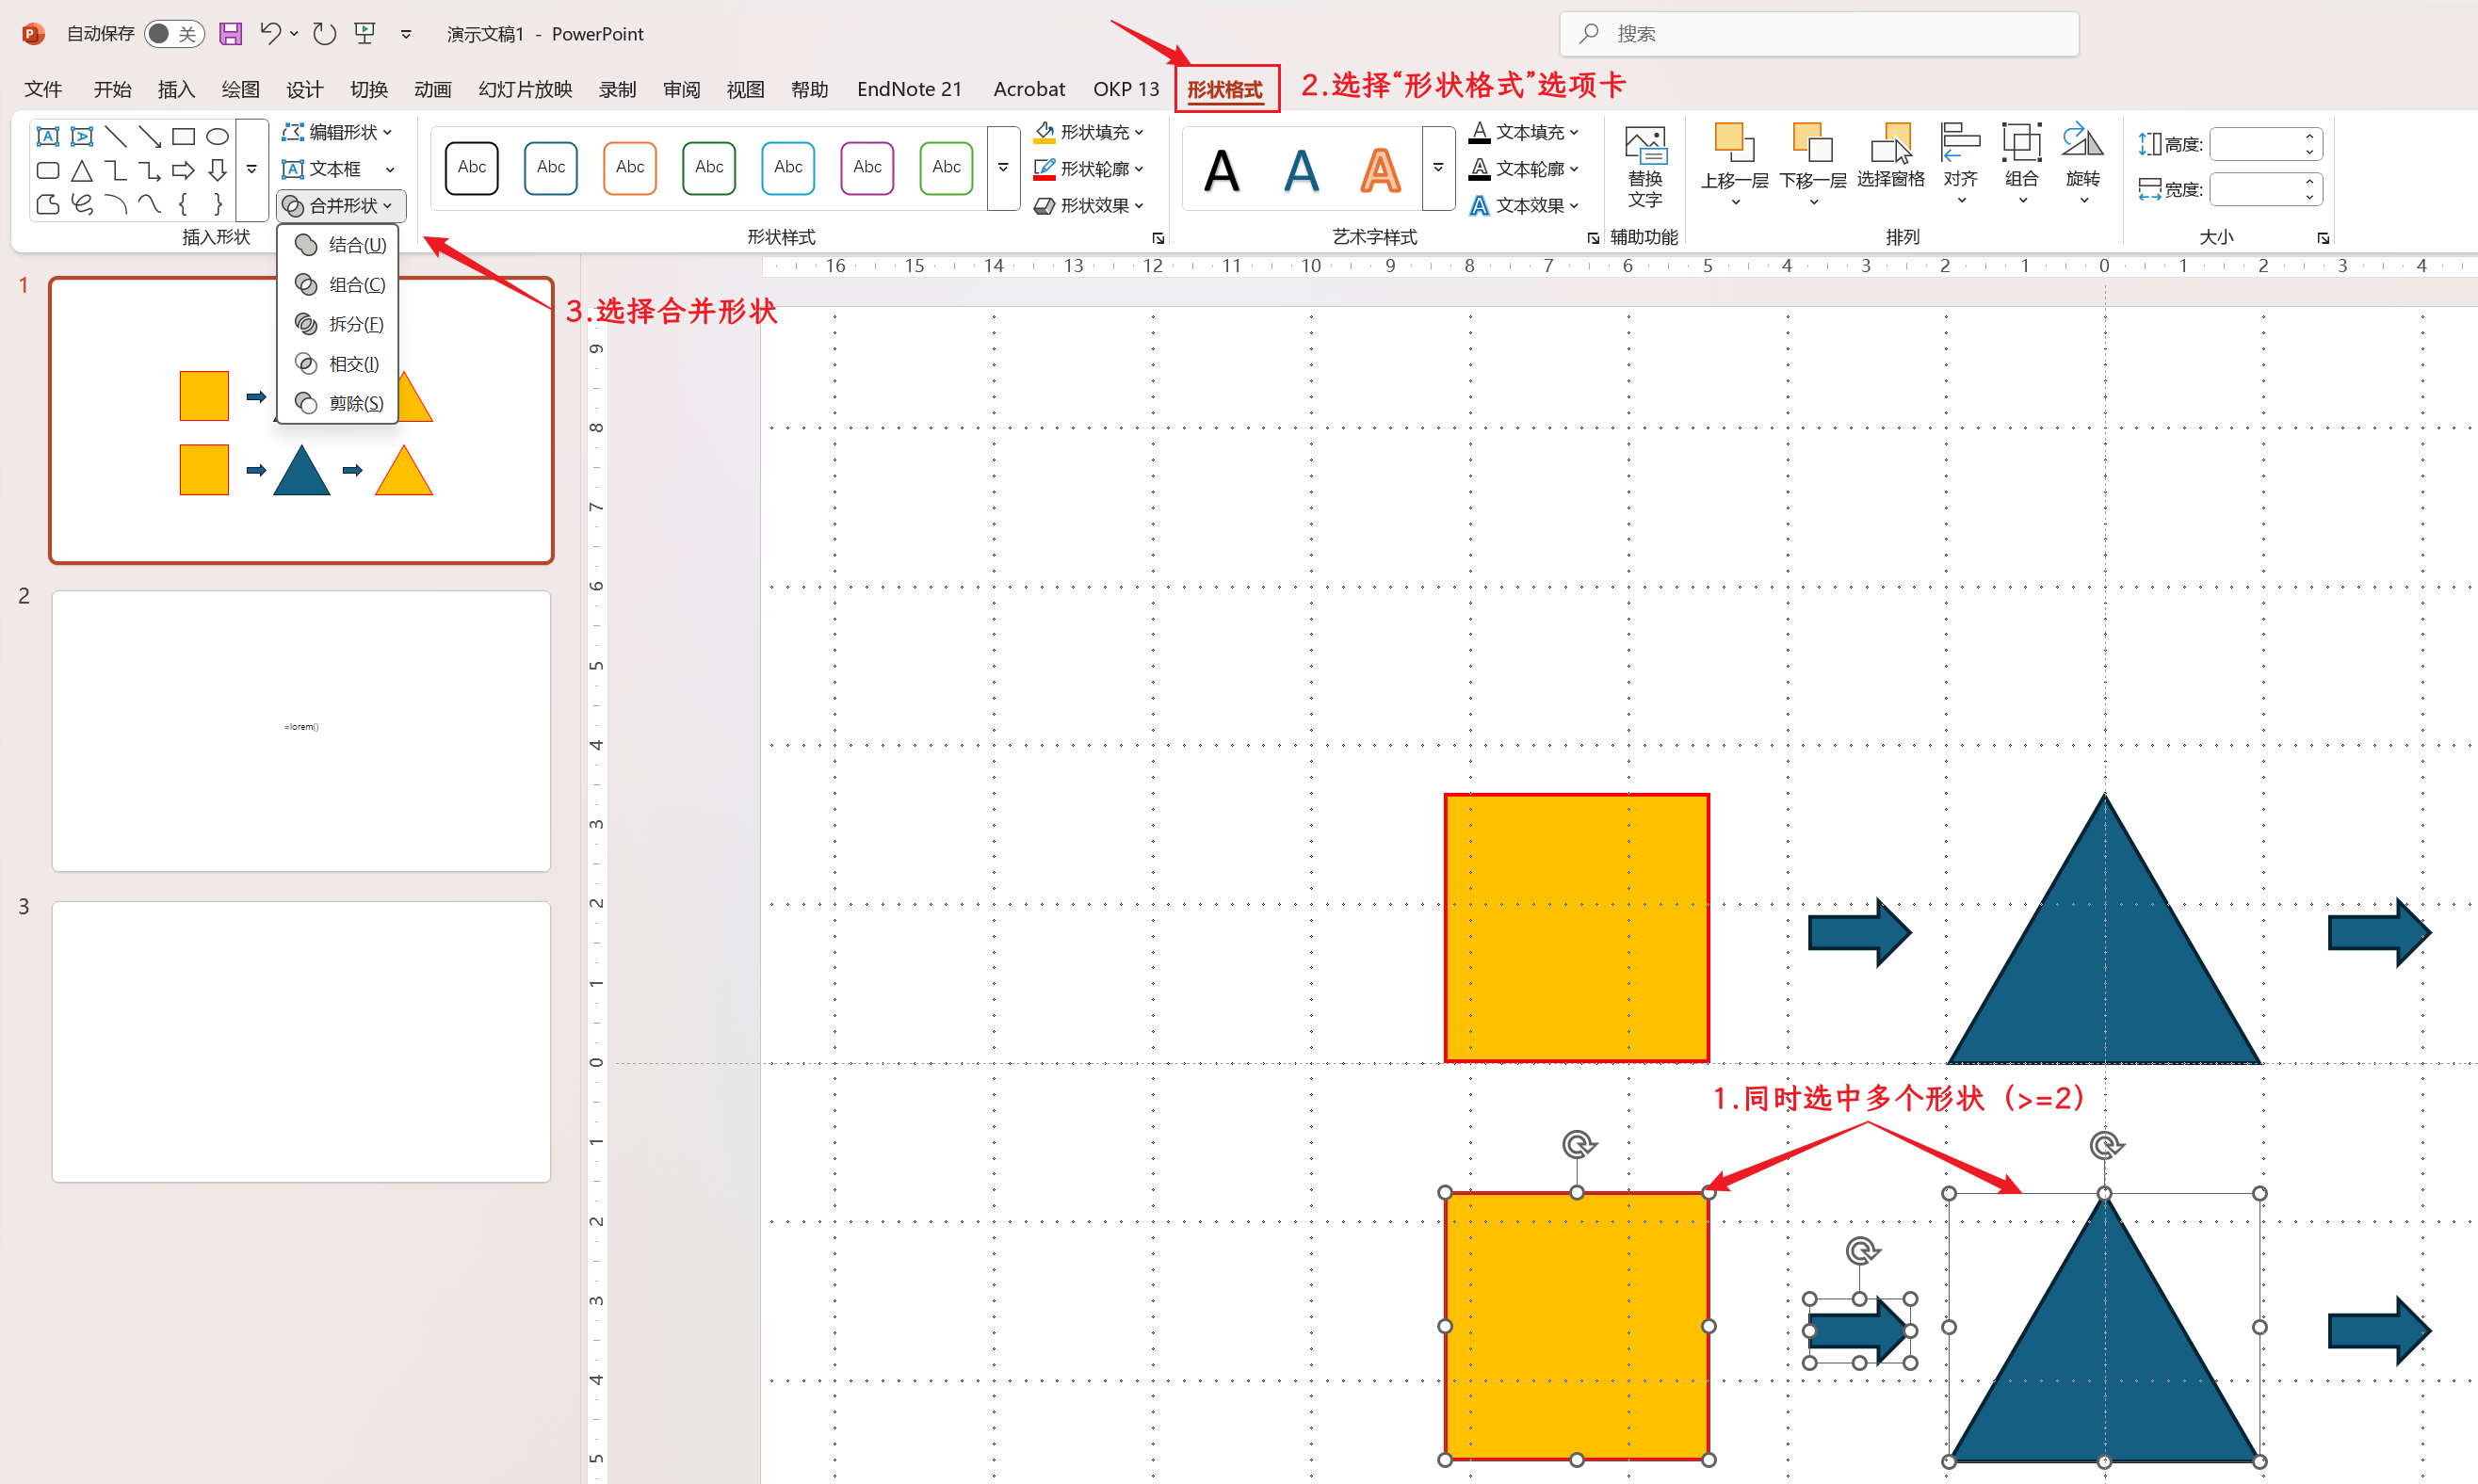 自动保存 关 演示文稿1 - PowerPoint 搜索
文件 开始 插入 绘图 设计 切换 动画 幻灯片放映 录制 审阅 视图 帮助 EndNote 21 Acrobat OKP 13 形状格式 2.选择“形状格式”选项卡
编辑形状
文本框
合并形状
插入形状
Abc Abc Abc Abc Abc Abc Abc
形状填充
形状轮廓
形状效果
形状样式
A A A
文本填充
文本轮廓
文本效果
艺术字样式
替换
文字
辅助功能
上移一层 下移一层 选择窗格 对齐 组合 旋转
排列
高度:
宽度:
大小
结合(U)
组合(C)
拆分(F)
相交(I)
剪除(S)
3.选择合并形状
16 15 14 13 12 11 10 9 8 7 6 5 4 3 2 1 0 1 2 3 4
9
8
7
6
5
4
3
2
1
0
1
2
3
4
5
1
2
=lorem()
3
1.同时选中多个形状（>=2）